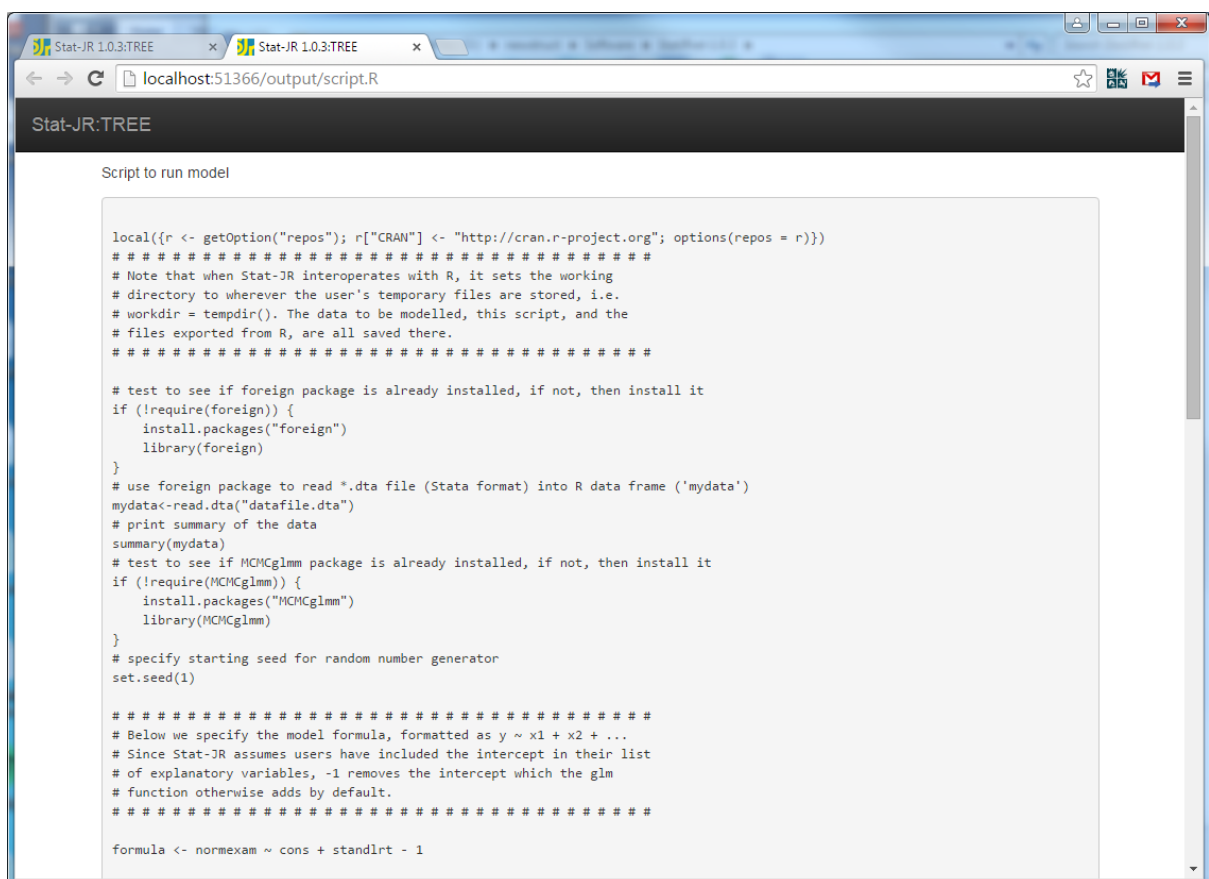 Stat-JR 1.0.3:TREE
Stat-JR 1.0.3:TREE
localhost:51366/output/script.R
Stat-JR:TREE
Script to run model
local({r <- getOption("repos"); r["CRAN"] <- "http://cran.r-project.org"; options(repos = r)})
# # # # # # # # # # # # # # # # # # # # # # # # # # # # # # # # # # # #
# Note that when Stat-JR interoperates with R, it sets the working
# directory to wherever the user's temporary files are stored, i.e.
# workdir = tempdir(). The data to be modelled, this script, and the
# files exported from R, are all saved there.
# # # # # # # # # # # # # # # # # # # # # # # # # # # # # # # # # # # #
# test to see if foreign package is already installed, if not, then install it
if (!require(foreign)) {
    install.packages("foreign")
    library(foreign)
}
# use foreign package to read *.dta file (Stata format) into R data frame ('mydata')
mydata<-read.dta("datafile.dta")
# print summary of the data
summary(mydata)
# test to see if MCMCglmm package is already installed, if not, then install it
if (!require(MCMCglmm)) {
    install.packages("MCMCglmm")
    library(MCMCglmm)
}
# specify starting seed for random number generator
set.seed(1)
# # # # # # # # # # # # # # # # # # # # # # # # # # # # # # # # # # # #
# Below we specify the model formula, formatted as y ~ x1 + x2 + ...
# Since Stat-JR assumes users have included the intercept in their list
# of explanatory variables, -1 removes the intercept which the glm
# function otherwise adds by default.
# # # # # # # # # # # # # # # # # # # # # # # # # # # # # # # # # # # #
formula <- normexam ~ cons + standlrt - 1